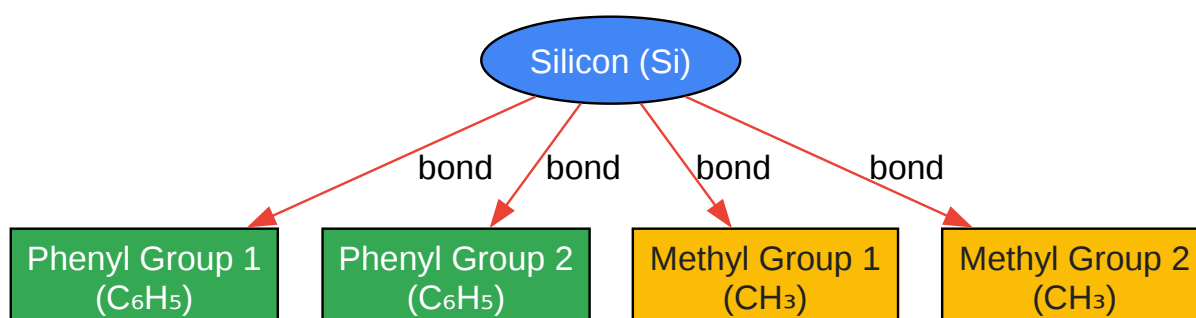 Silicon (Si)
bond
bond
bond
bond
Phenyl Group 1
(C₆H₅)
Phenyl Group 2
(C₆H₅)
Methyl Group 1
(CH₃)
Methyl Group 2
(CH₃)